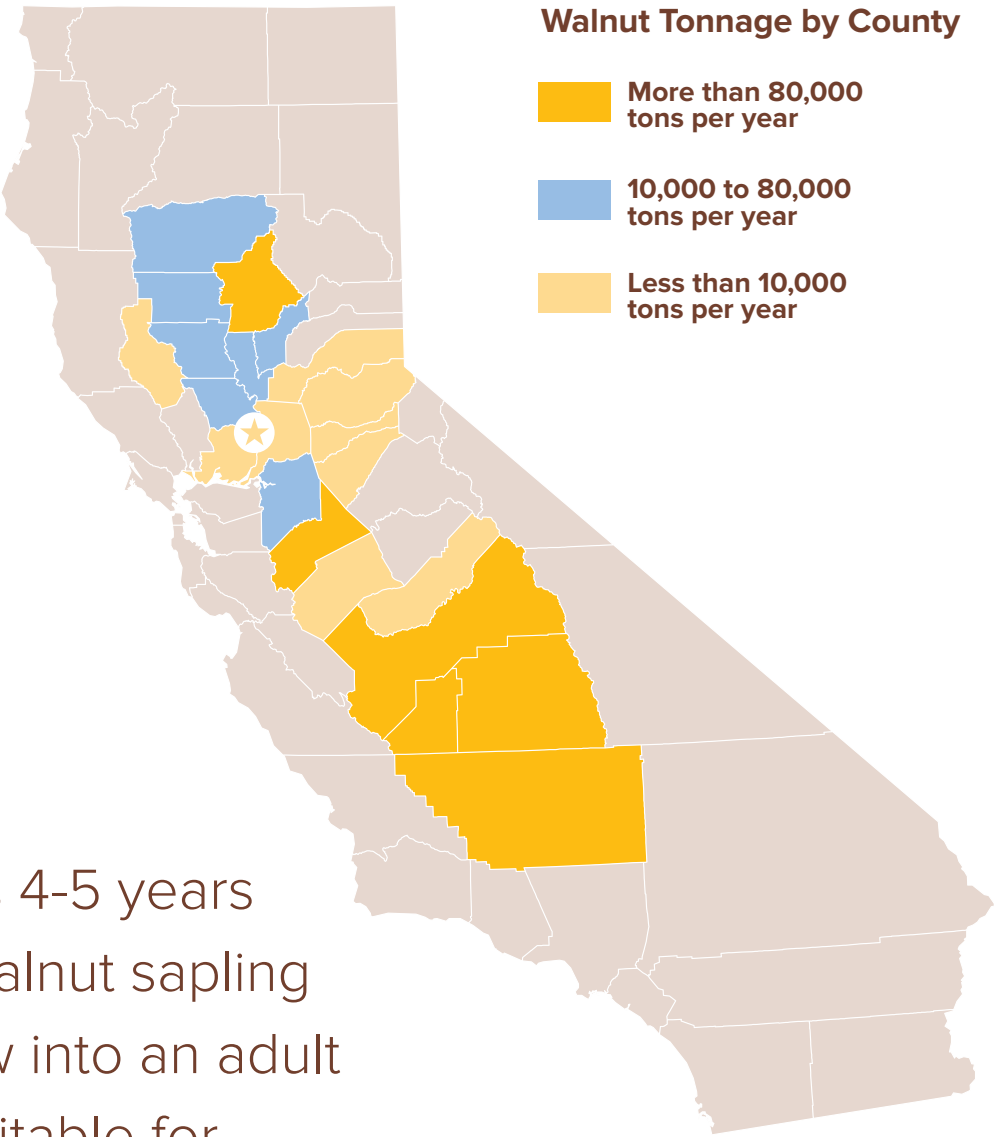 Walnut Tonnage by County
More than 80,000
tons per year
10,000 to 80,000
tons per year
Less than 10,000
tons per year
4-5 years
sapling
into an adult
for